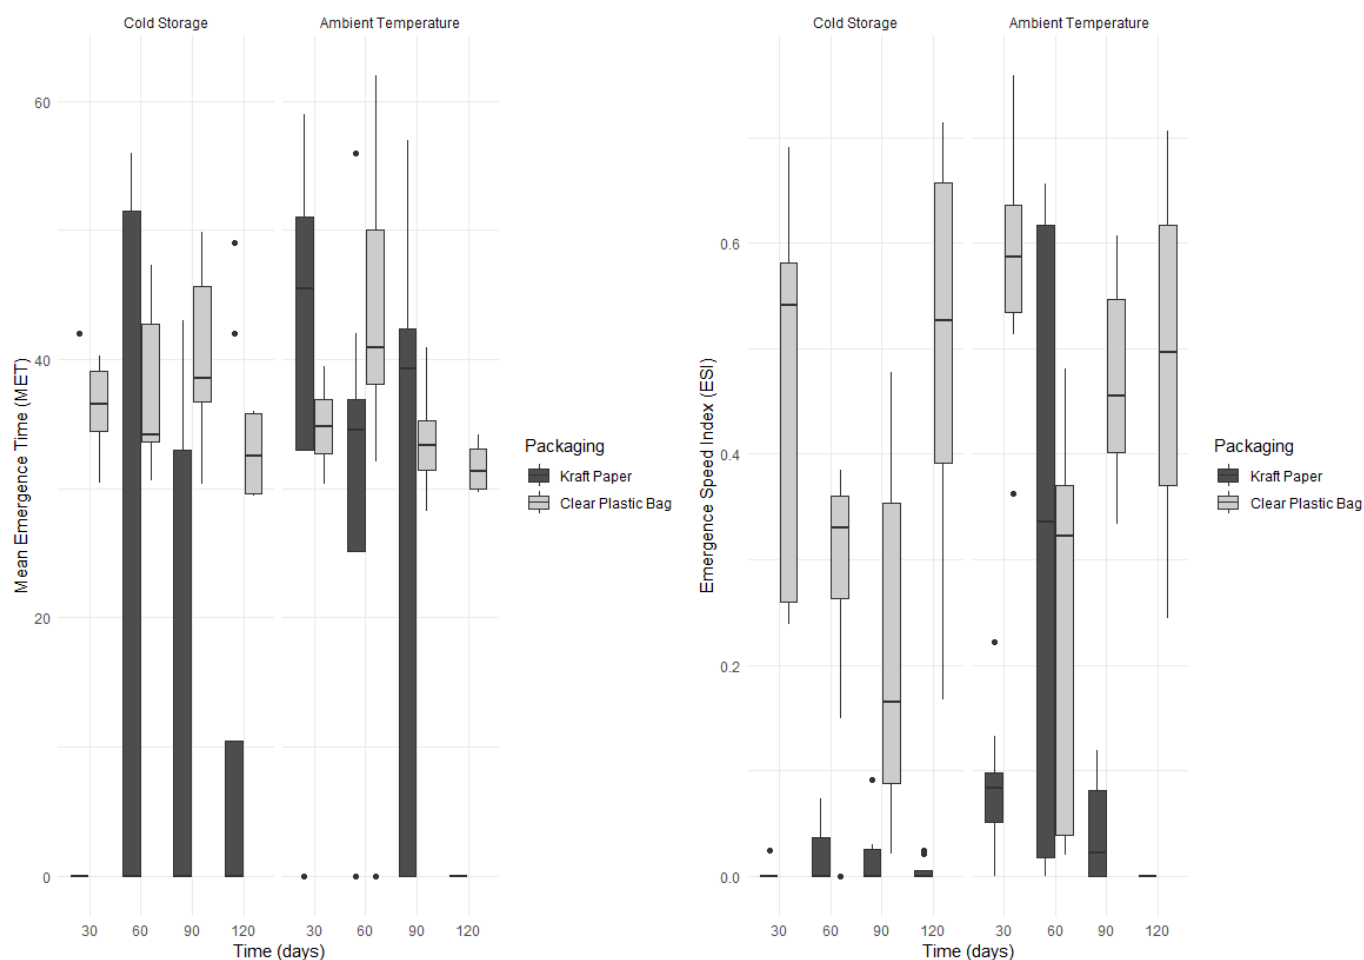 Cold Storage
Ambient Temperature
Mean Emergence Time (MET)
60
40
20
0
30
60
90
120
30
60
90
120
Time (days)
Packaging
Kraft Paper
Clear Plastic Bag
Cold Storage
Ambient Temperature
Emergence Speed Index (ESI)
0.6
0.4
0.2
0.0
30
60
90
120
30
60
90
120
Time (days)
Packaging
Kraft Paper
Clear Plastic Bag